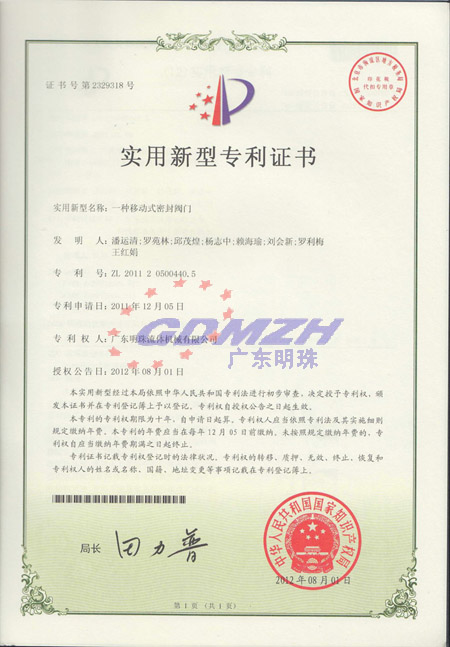 证书号第2329318号
实用新型专利证书
实用新型名称：一种移动式密封阀门
发 明 人：潘运清;罗苑林;邱茂煌;杨志中;赖海瑜;刘会新;罗利梅
王红娟
专 利 号：ZL 2011 2 0500440.5
专利申请日：2011年12月05日
专 利 权 人：广东明珠流体机械有限公司
GDMZH
广东明珠
授权公告日：2012年08月01日
本实用新型经过本局依照中华人民共和国专利法进行初步审查，决定授予专利权，颁
发本证书并在专利登记簿上予以登记。专利权自授权公告之日起生效。
本专利的专利权期限为十年，自申请日起算。专利权人应当依照专利法及其实施细则
规定缴纳年费。本专利的年费应当在每年12月05日前缴纳。未按照规定缴纳年费的，专
利权自应当缴纳年费期满之日起终止。
专利证书记载专利权登记时的法律状况。专利权的转移、质押、无效、终止、恢复和
专利权人的姓名或名称、国籍、地址变更等事项记载在专利登记簿上。
局长 田力普
中华人民共和国国家知识产权局
2012年08月01日
第1页（共1页）